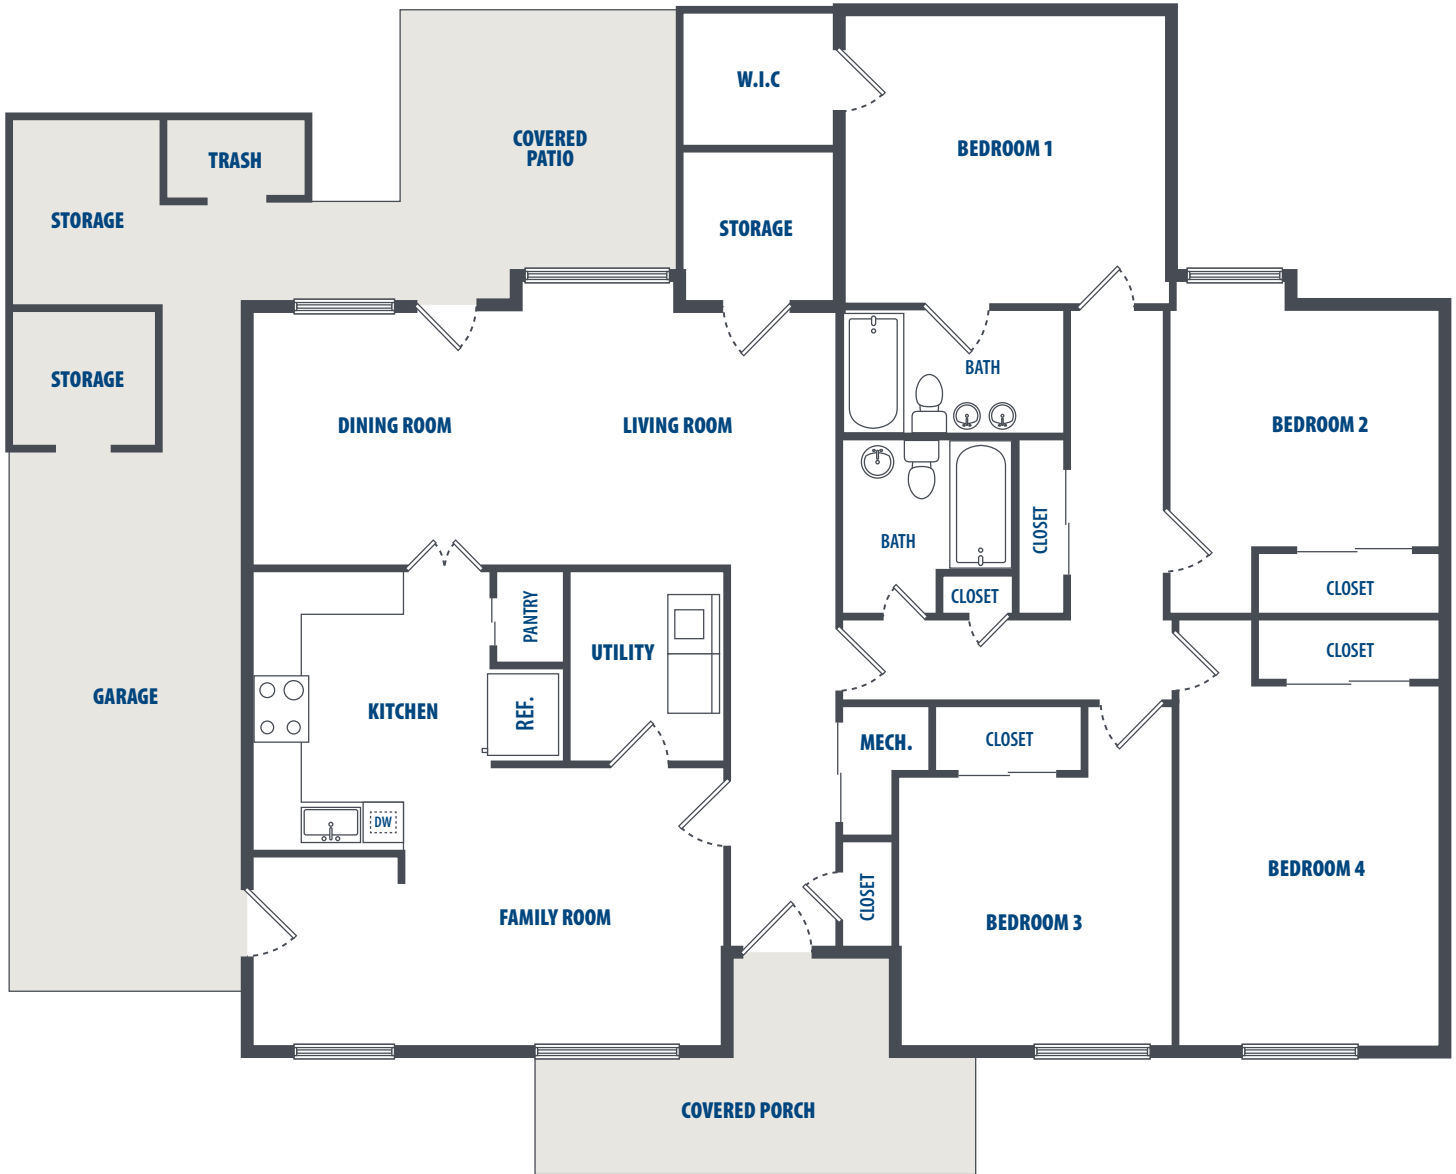 W.I.C
COVERED
PATIO
BEDROOM 1
TRASH
STORAGE
STORAGE
STORAGE
BATH
DINING ROOM
LIVING ROOM
BEDROOM 2
CLOSET
BATH
CLOSET
CLOSET
PANTRY
UTILITY
CLOSET
GARAGE
KITCHEN
REF.
MECH.
CLOSET
DW
BEDROOM 4
CLOSET
FAMILY ROOM
BEDROOM 3
COVERED PORCH